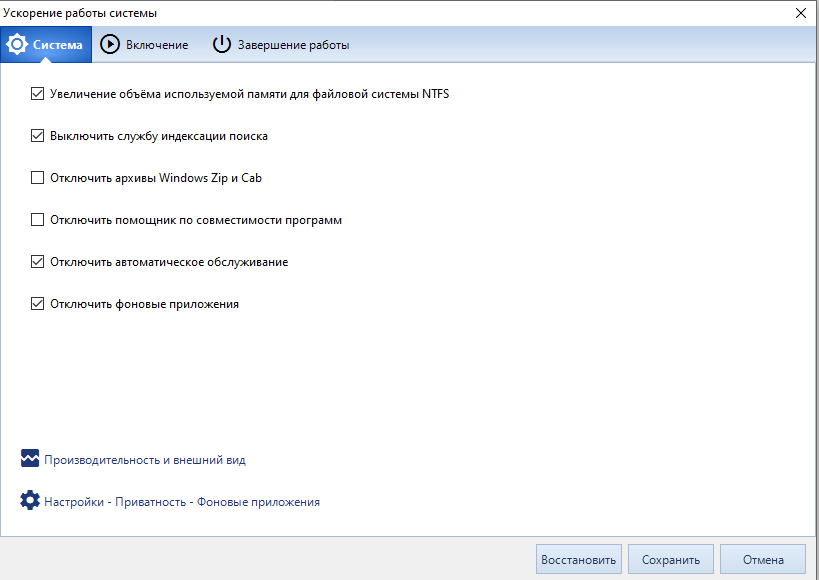 Ускорение работы системы
Система Включение Завершение работы
Увеличение объёма используемой памяти для файловой системы NTFS
Выключить службу индексации поиска
Отключить архивы Windows Zip и Cab
Отключить помощник по совместимости программ
Отключить автоматическое обслуживание
Отключить фоновые приложения
Производительность и внешний вид
Настройки - Приватность - Фоновые приложения
Восстановить Сохранить Отмена